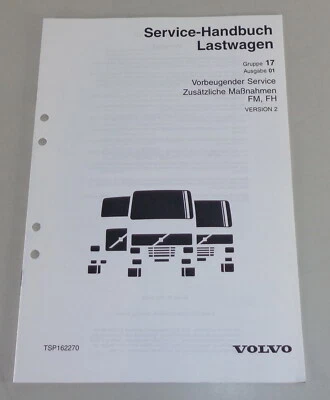 Service-Handbuch
Lastwagen
Gruppe 17
Ausgabe 01
Vorbeugender Service
Zusätzliche Maßnahmen
FM, FH
VERSION 2
TSP162270
VOLVO